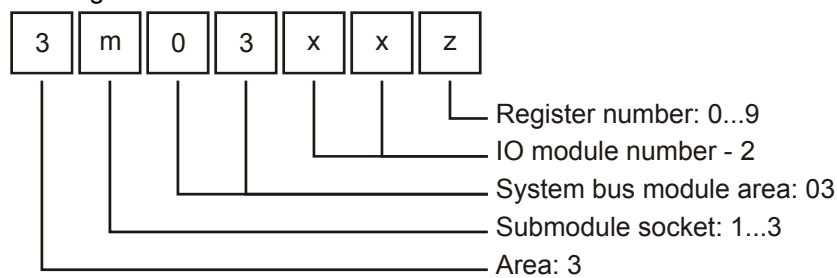 3 m 0 3 x x z
Register number: 0...9
IO module number - 2
System bus module area: 03
Submodule socket: 1...3
Area: 3